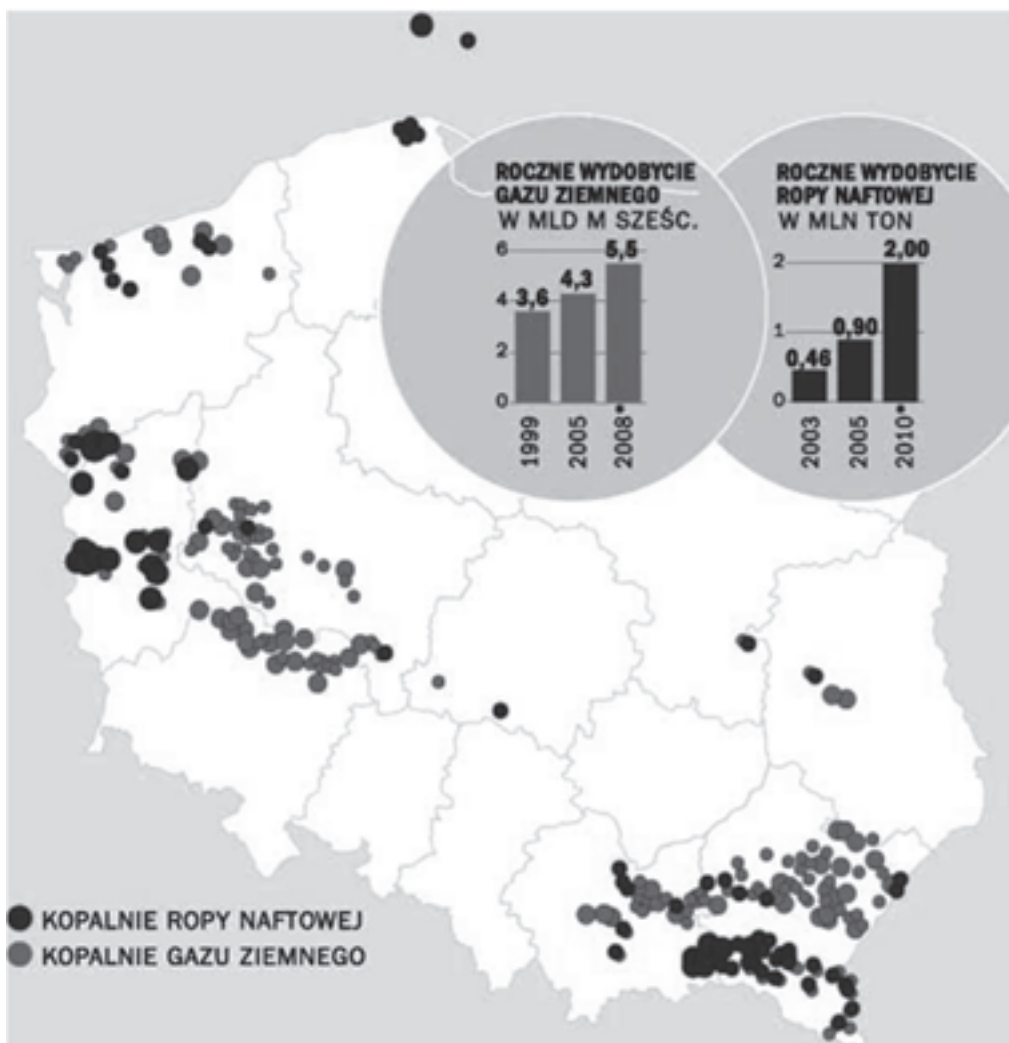 ROCZNE WYDOBYCIE
GAZU ZIEMNEGO
W MLD M SZEŚC.
6
4
2
0
3,6
4,3
5,5
1999
2005
2008*
ROCZNE WYDOBYCIE
ROPY NAFTOWEJ
W MLN TON
2
1
0
0,46
0,90
2,00
2003
2005
2010*
KOPALNIE ROPY NAFTOWEJ
KOPALNIE GAZU ZIEMNEGO